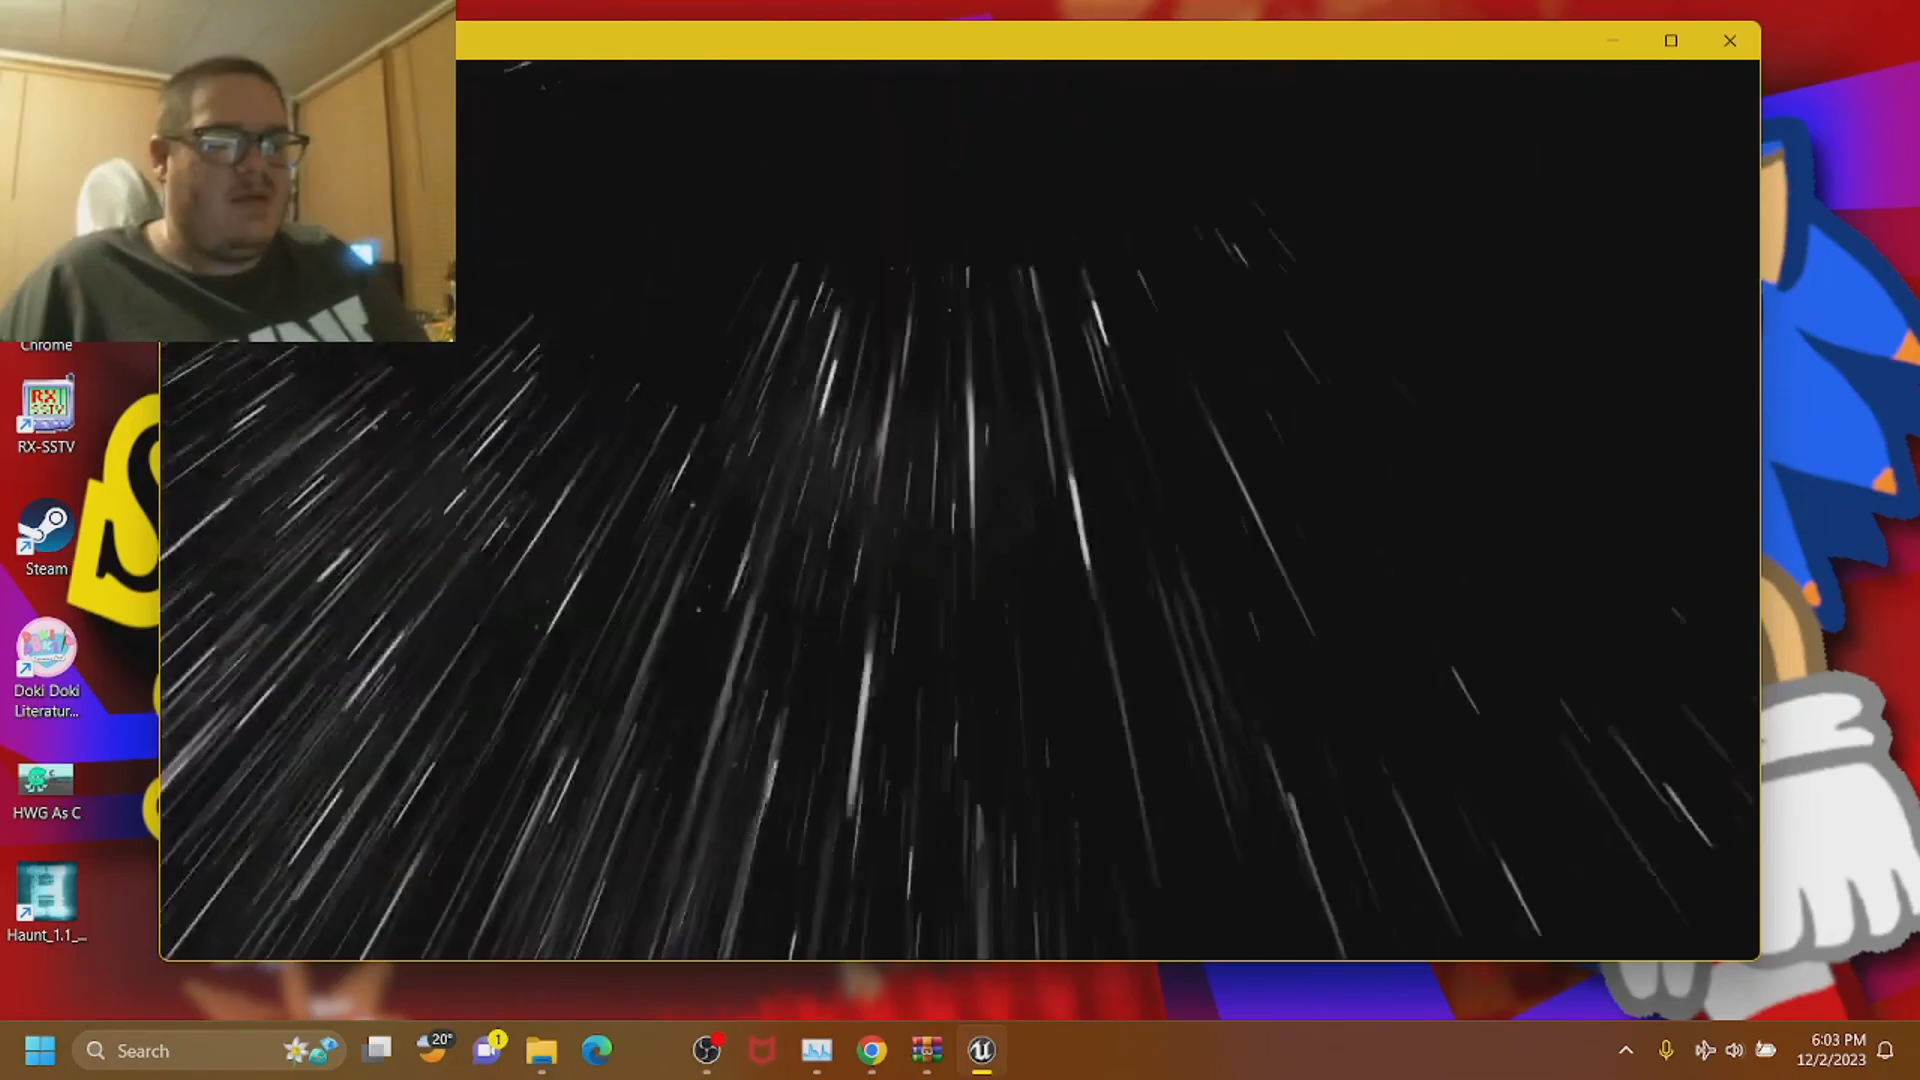 Chrome
RX
SSTV
RX-SSTV
Steam
Doki Doki
Literatur...
HWG As C
H
Haunt_1.1_...
Search
20°
1
6:03 PM
12/2/2023